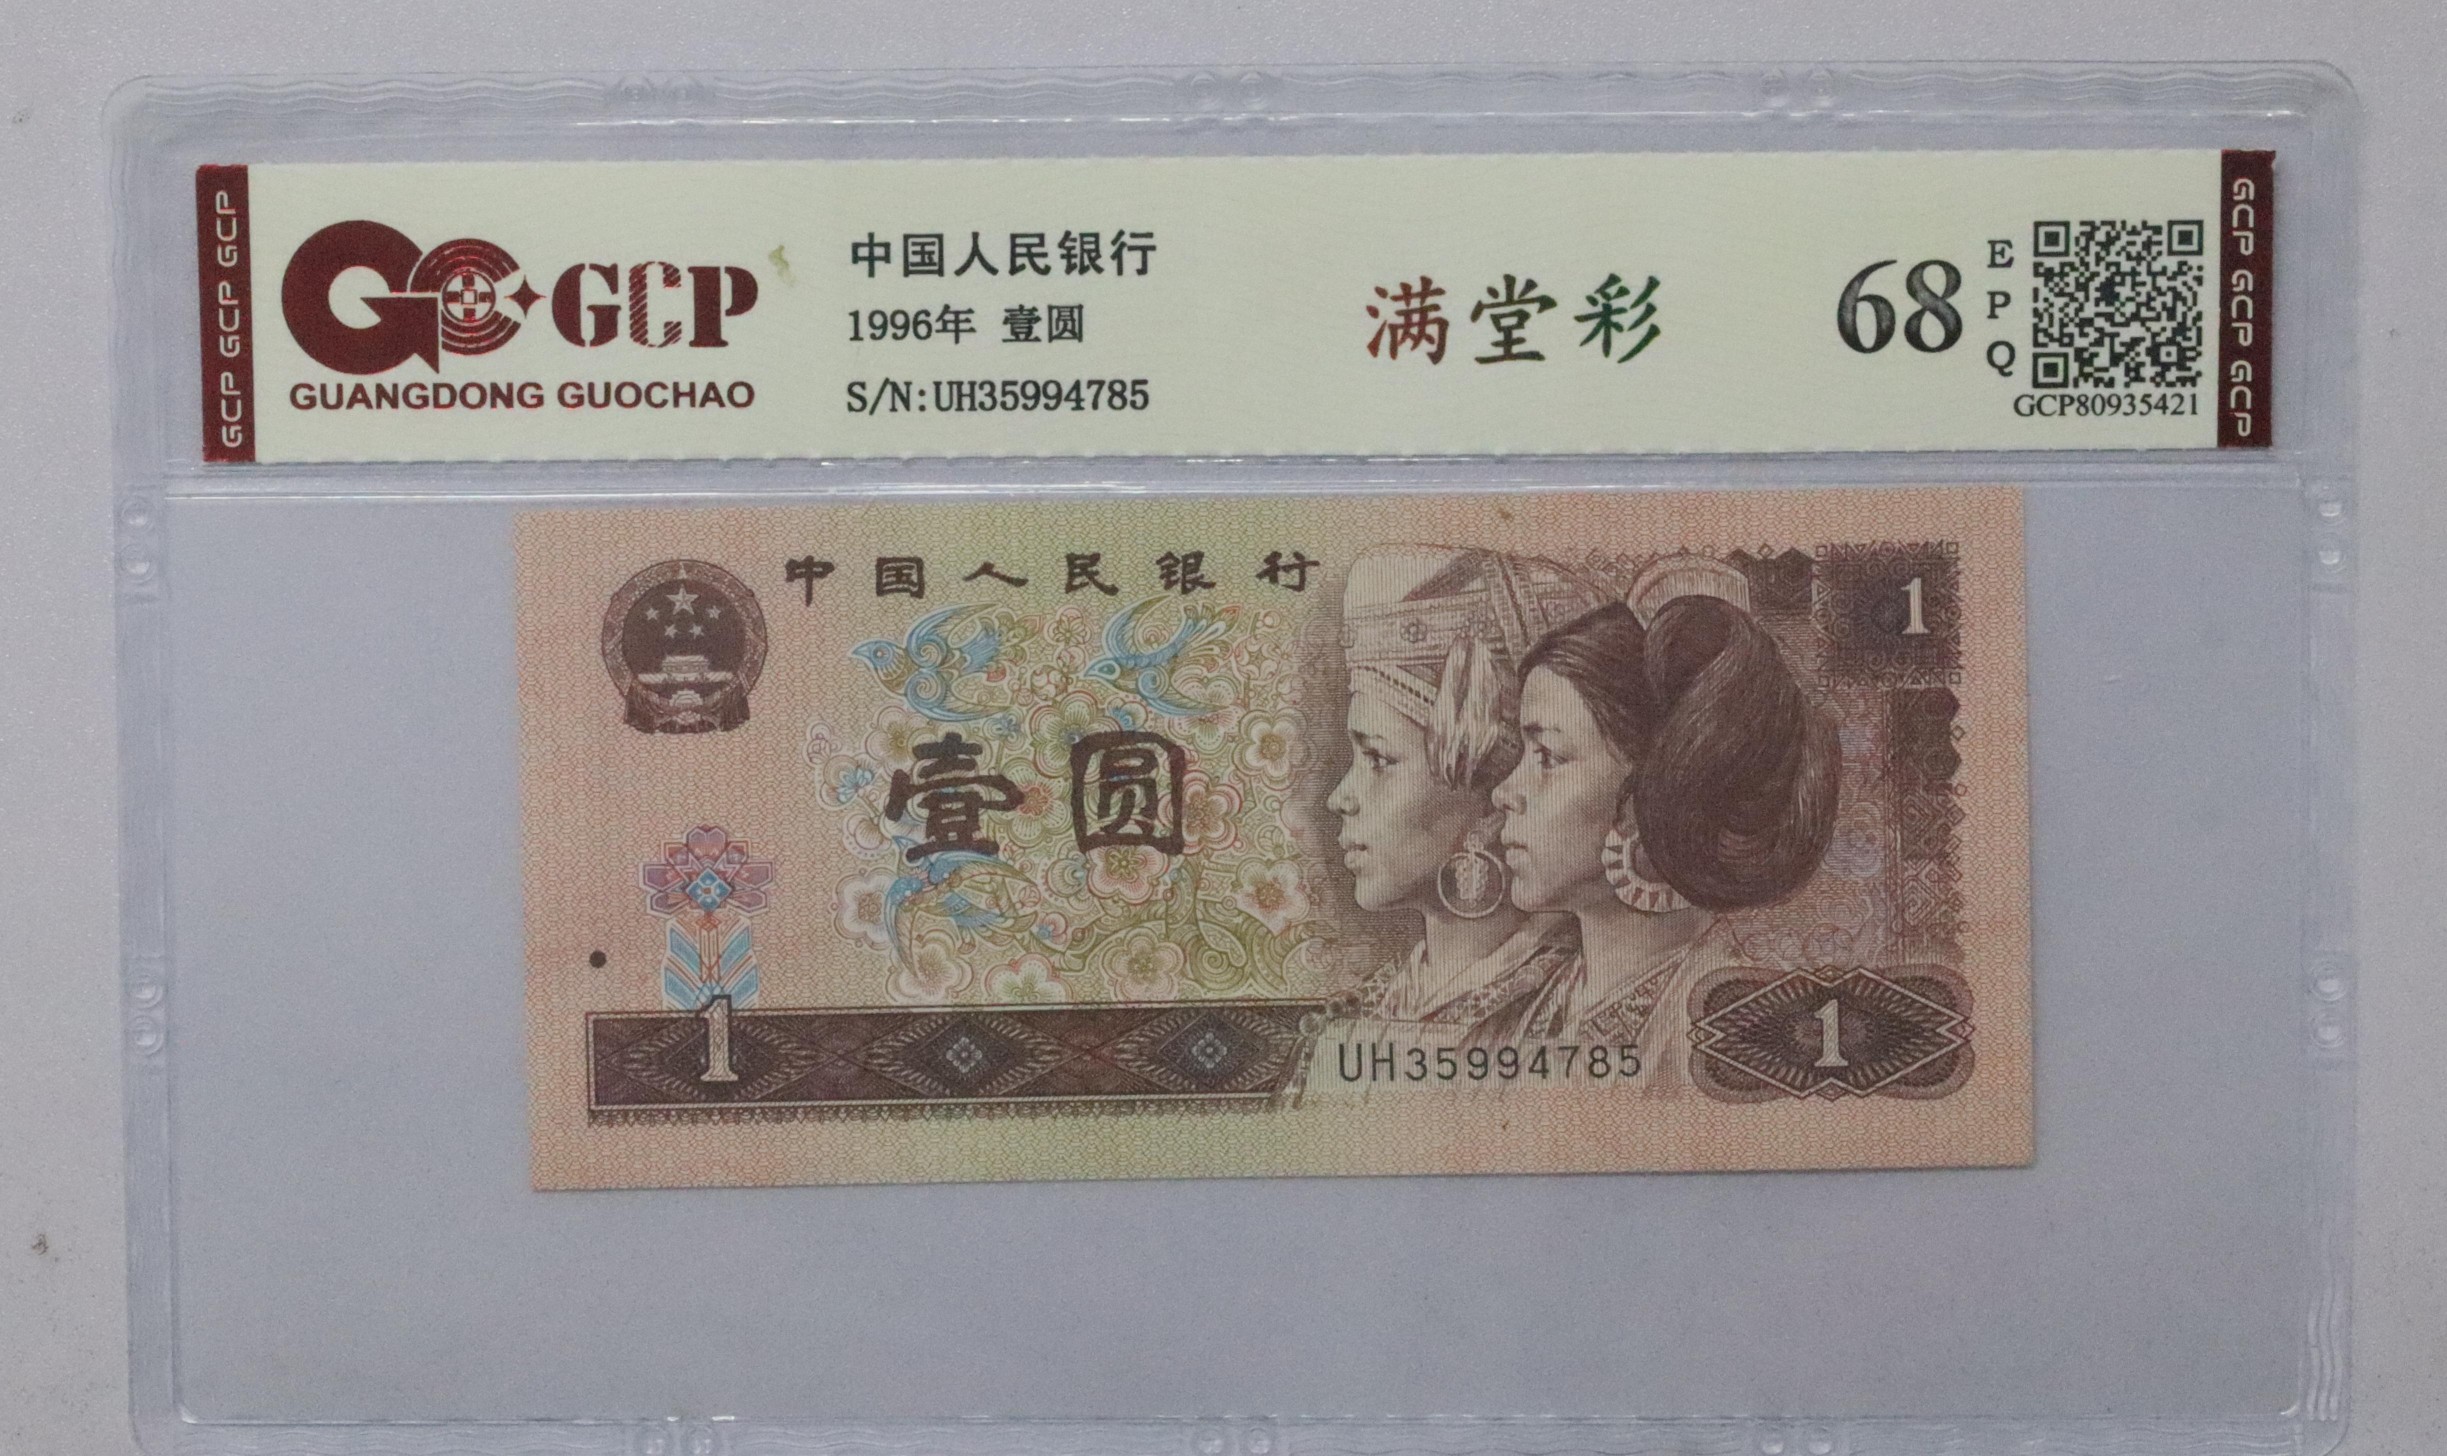 GCP GCP GCP
GCP
GUANGDONG GUOCHAO
中国人民银行
1996年 壹圆
S/N:UH35994785
满堂彩
68
EPQ
GCP80935421
GCP GCP GCP
中国人民银行
1
壹圆
1
UH35994785
1